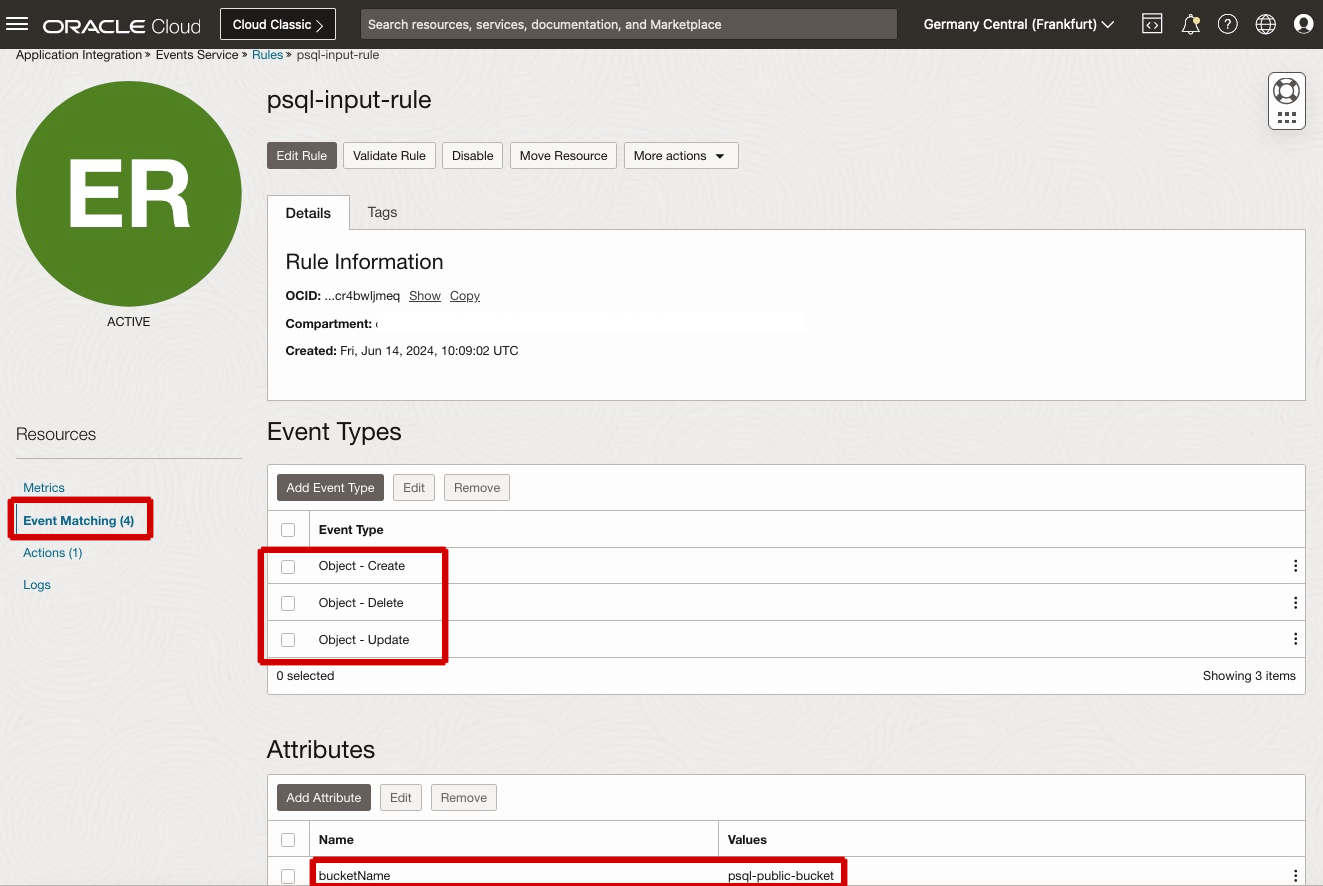 ORACLE Cloud
Cloud Classic
Search resources, services, documentation, and Marketplace
Germany Central (Frankfurt)
Application Integration » Events Service » Rules » psql-input-rule
ER
ACTIVE
psql-input-rule
Edit Rule Validate Rule Disable Move Resource More actions
Details Tags
Rule Information
OCID: ...cr4bwljmeq Show Copy
Compartment:
Created: Fri, Jun 14, 2024, 10:09:02 UTC
Resources
Metrics
Event Matching (4)
Actions (1)
Logs
Event Types
Add Event Type Edit Remove
Event Type
Object - Create
Object - Delete
Object - Update
0 selected Showing 3 items
Attributes
Add Attribute Edit Remove
Name Values
bucketName psql-public-bucket